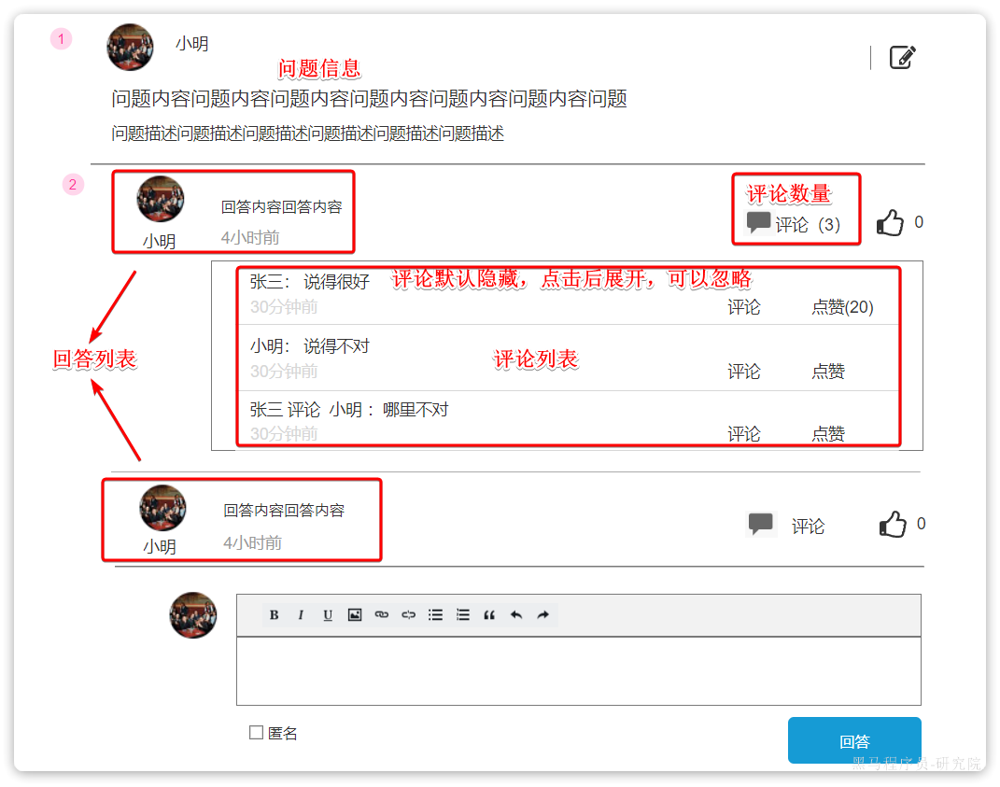 1
小明
问题信息
问题内容问题内容问题内容问题内容问题内容问题内容问题
问题描述问题描述问题描述问题描述问题描述问题描述
2
回答内容回答内容
小明
4小时前
评论数量
评论（3）
0
张三： 说得很好
评论默认隐藏，点击后展开，可以忽略
30分钟前
评论
点赞(20)
小明： 说得不对
30分钟前
评论列表
评论
点赞
张三 评论 小明 ：哪里不对
30分钟前
评论
点赞
回答列表
回答内容回答内容
小明
4小时前
评论
0
B I U
匿名
回答
黑马程序员-研究院